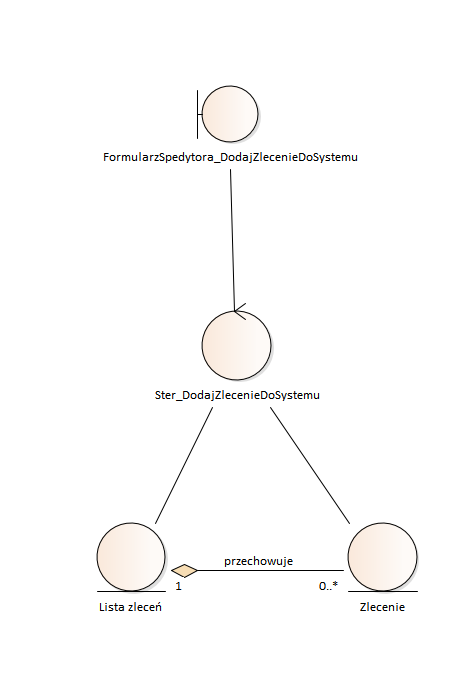 FormularzSpedytora_DodajZlecenieDoSystemu
Ster_DodajZlecenieDoSystemu
przechowuje
1
0..*
Lista zleceń
Zlecenie